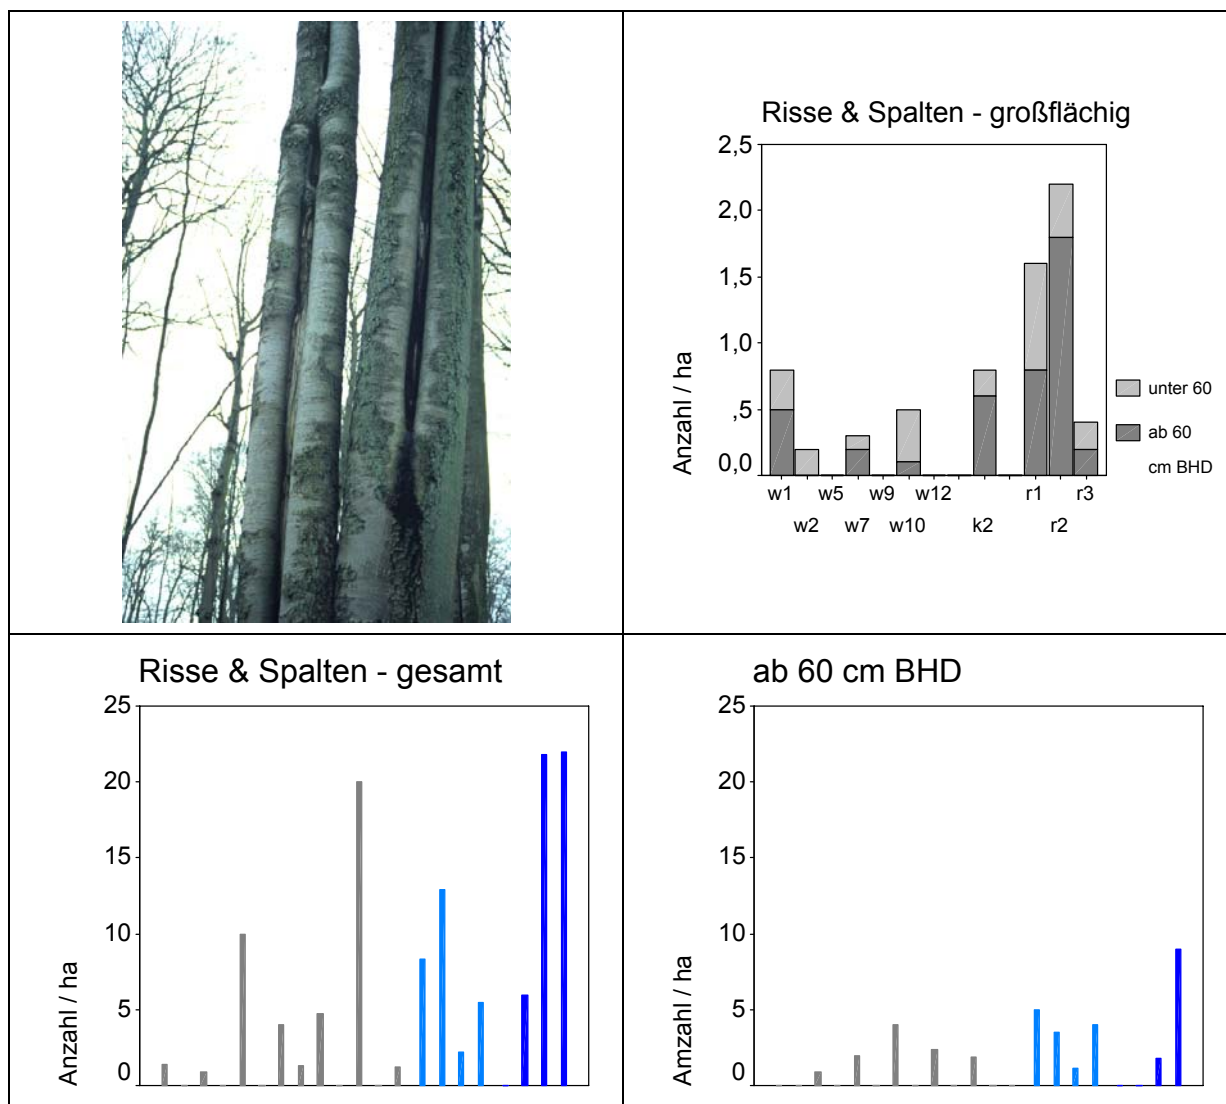 Risse & Spalten - großflächig
2,5
2,0
1,5
1,0
,5
0,0
Anzahl / ha
unter 60
ab 60
cm BHD
w1 w5 w9 w12 r1 r3
w2 w7 w10 k2 r2
Risse & Spalten - gesamt
25
20
15
10
5
0
Anzahl / ha
ab 60 cm BHD
25
20
15
10
5
0
Amzahl / ha